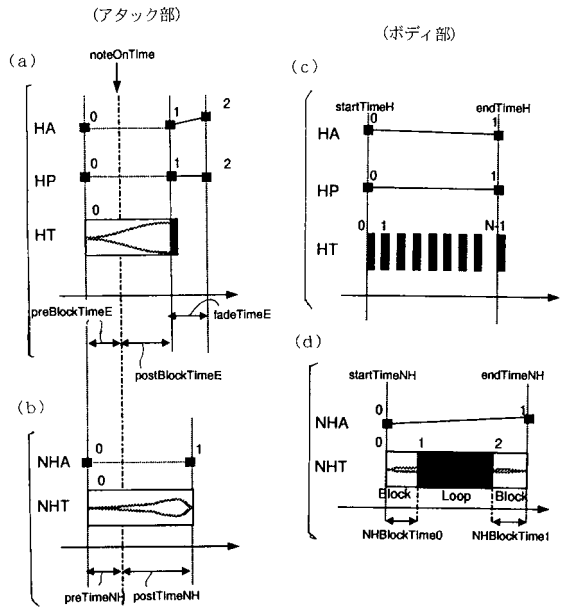 (アタック部)
(a)
noteOnTime
0
1
2
HA
0
1
2
HP
0
HT
preBlockTimeE
fadeTimeE
postBlockTimeE
(b)
0
1
NHA
0
NHT
preTimeNH
postTimeNH
(ボディ部)
(c)
startTimeH
endTimeH
0
1
HA
0
1
HP
0
1
N-1
HT
(d)
startTimeNH
endTimeNH
0
1
NHA
0
1
2
NHT
Block
Loop
Block
NHBlockTime0
NHBlockTime1